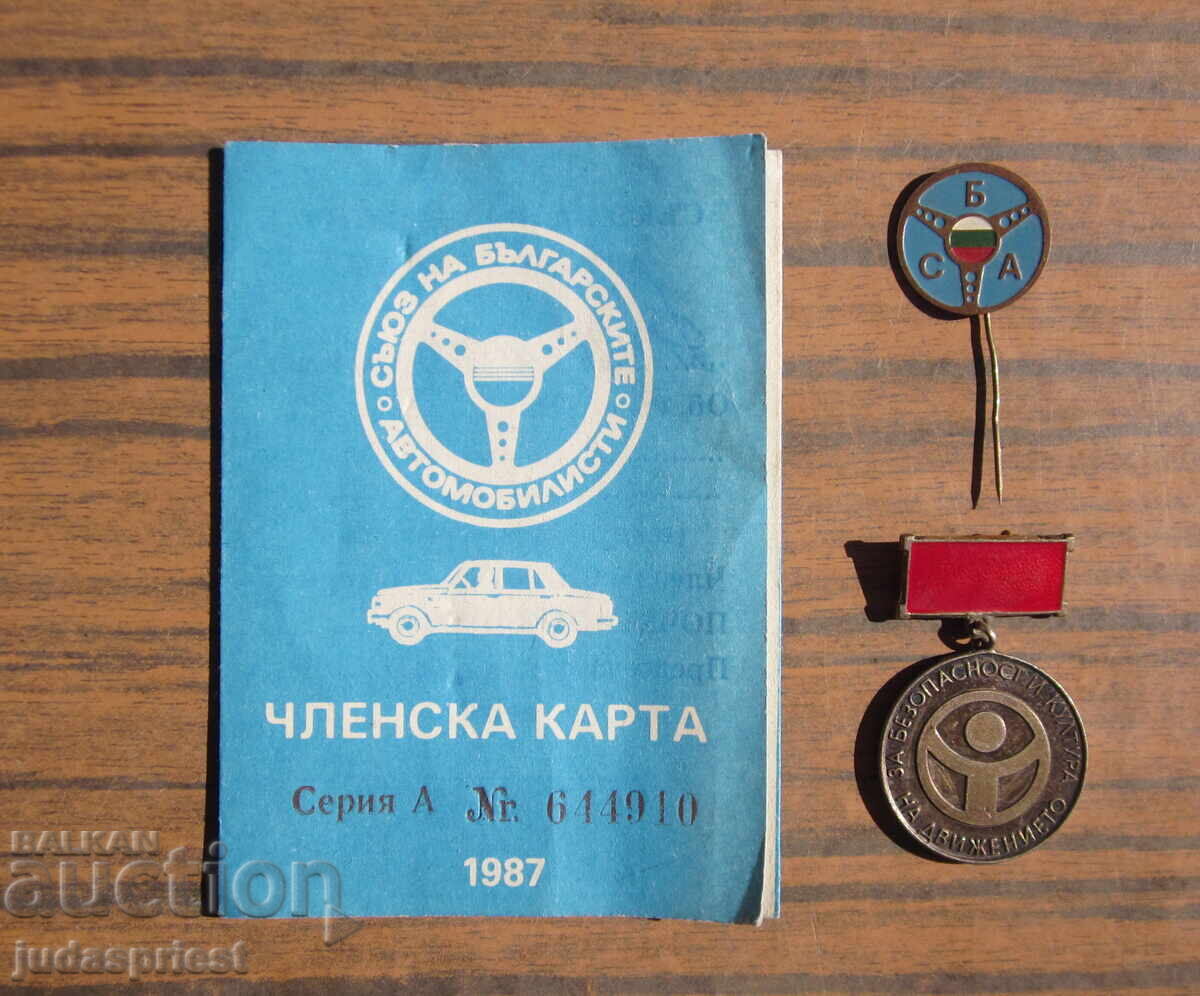 СЪЮЗ НА БЪЛГАРСКИТЕ
АВТОМОБИЛИСТИ
ЧЛЕНСКА КАРТА
Серия А № 644910
1987
Б
С А
ЗА БЕЗОПАСНОСТ И КУЛТУРА
НА ДВИЖЕНИЕТО
BALKAN
auction
judaspriest